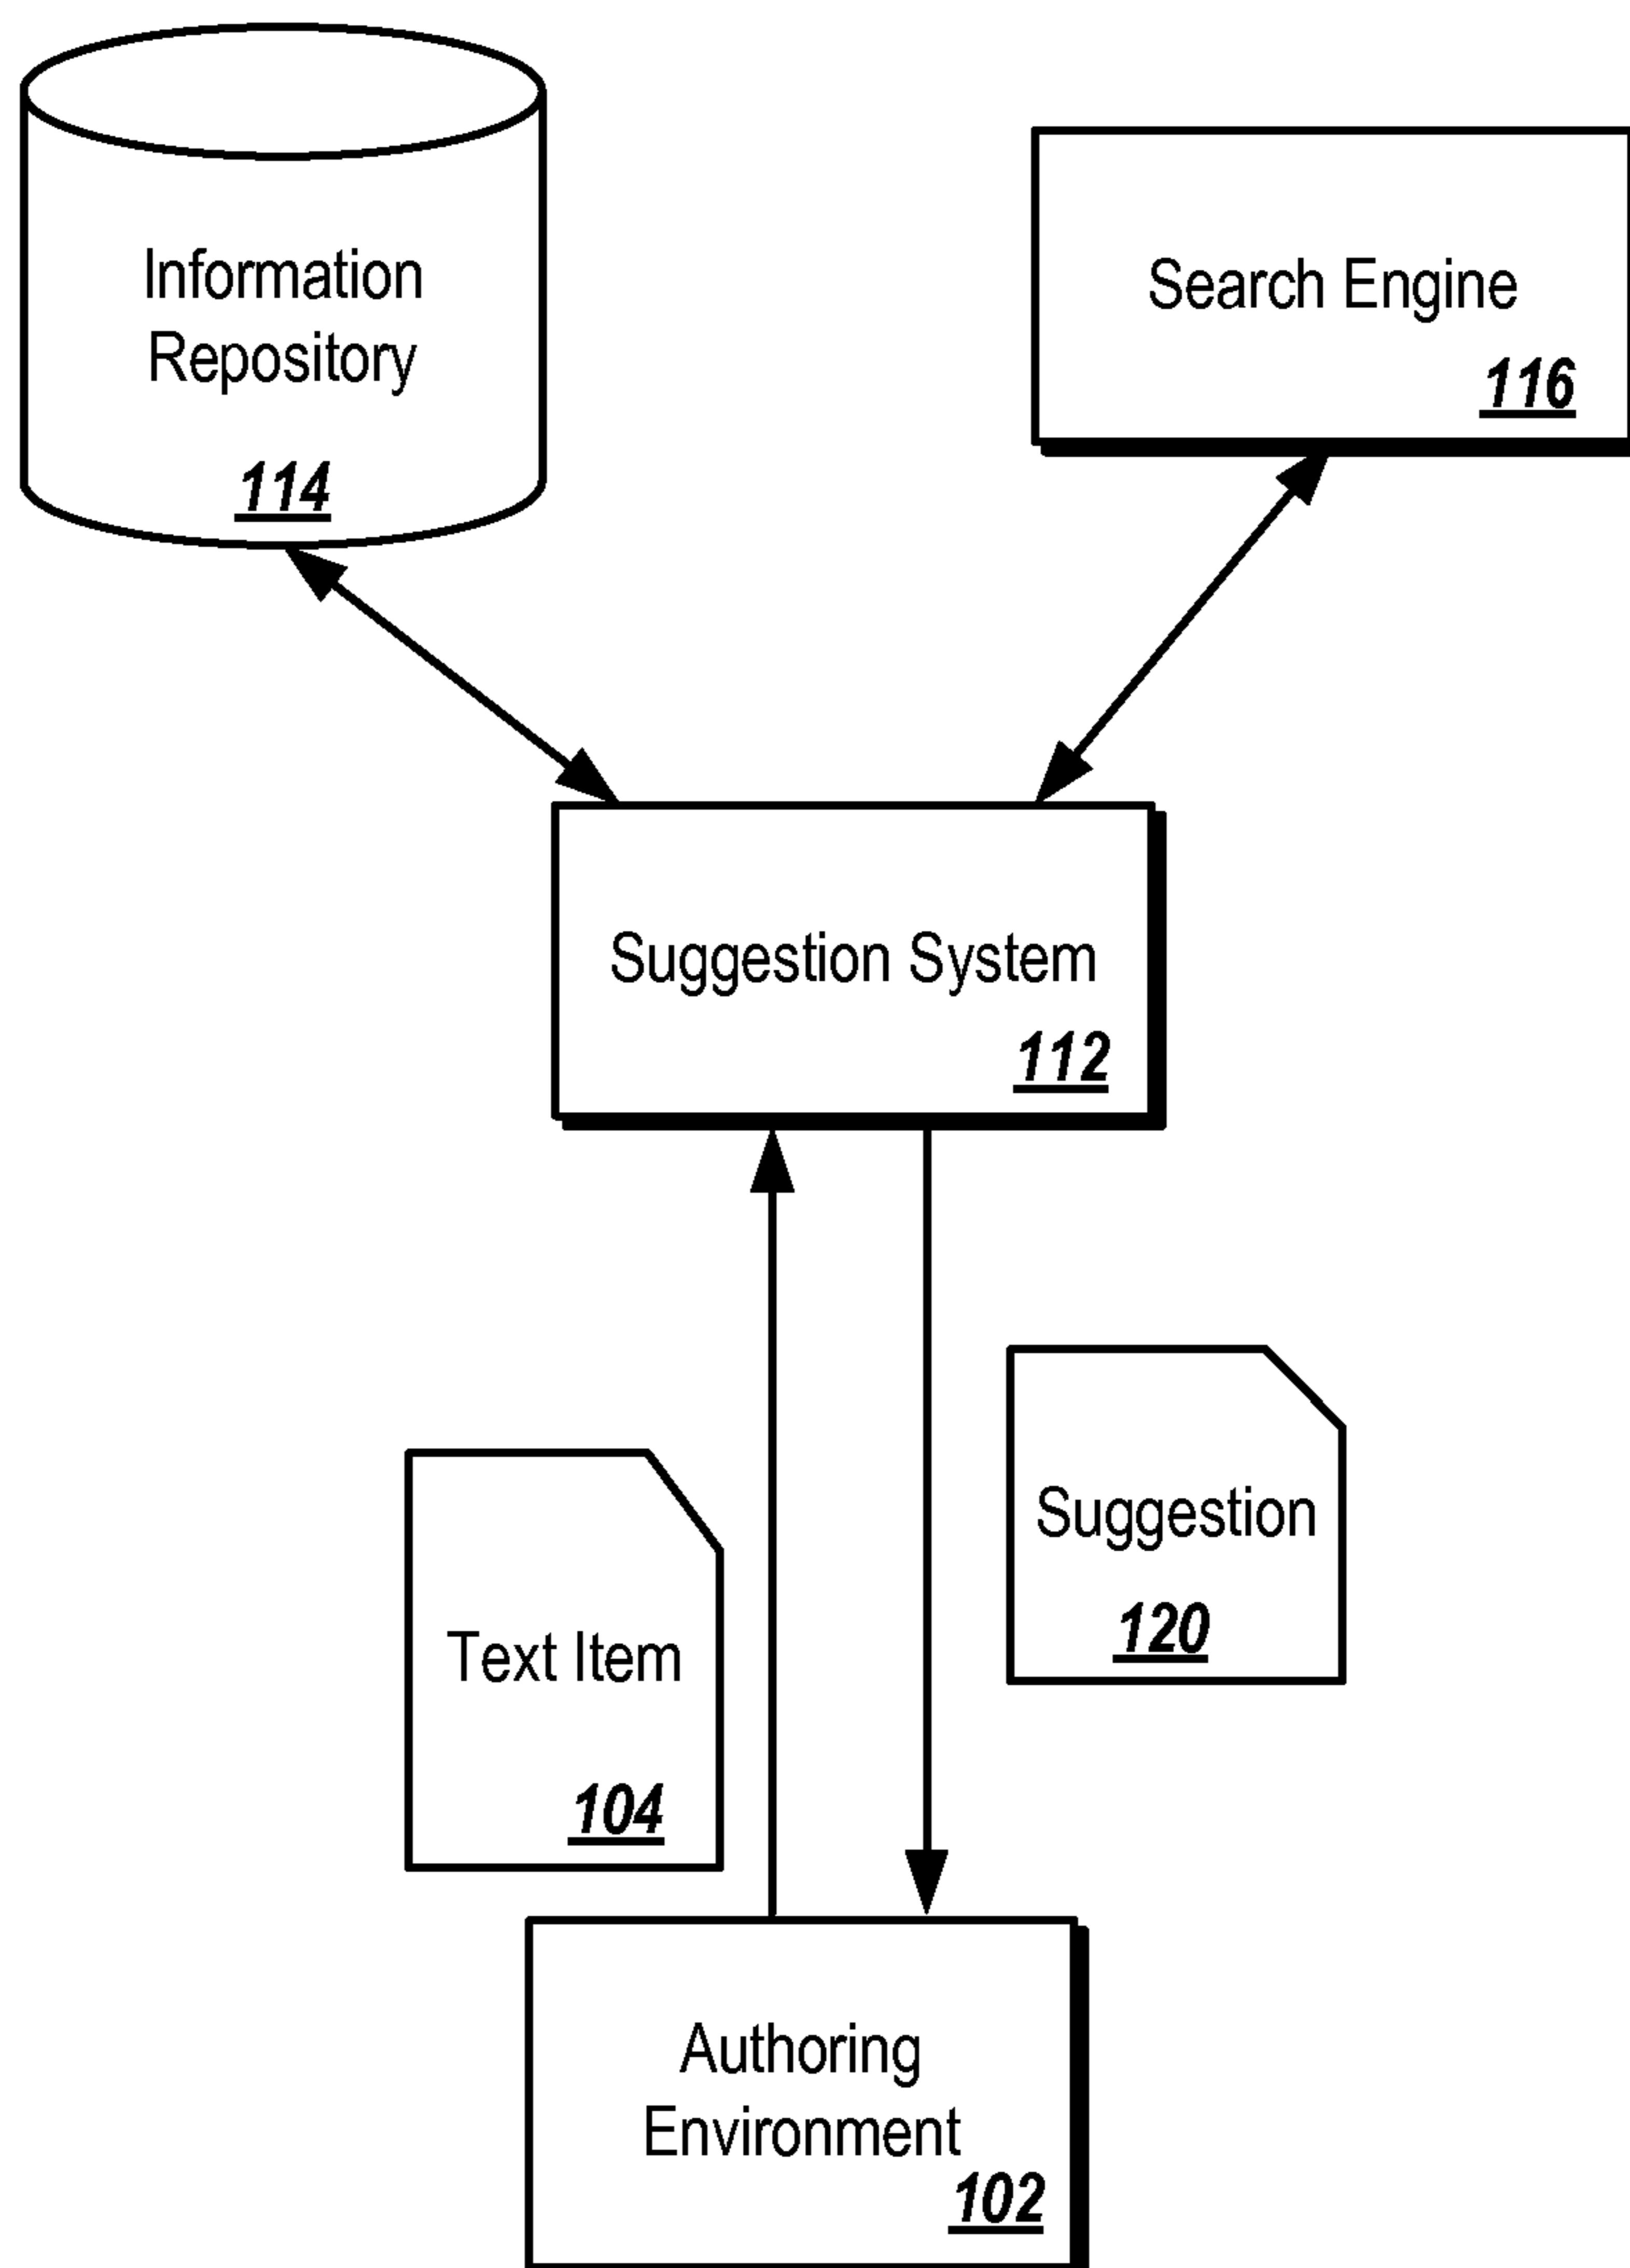 Information
Repository
114
Search Engine
116
Suggestion System
112
Suggestion
120
Text Item
104
Authoring
Environment
102